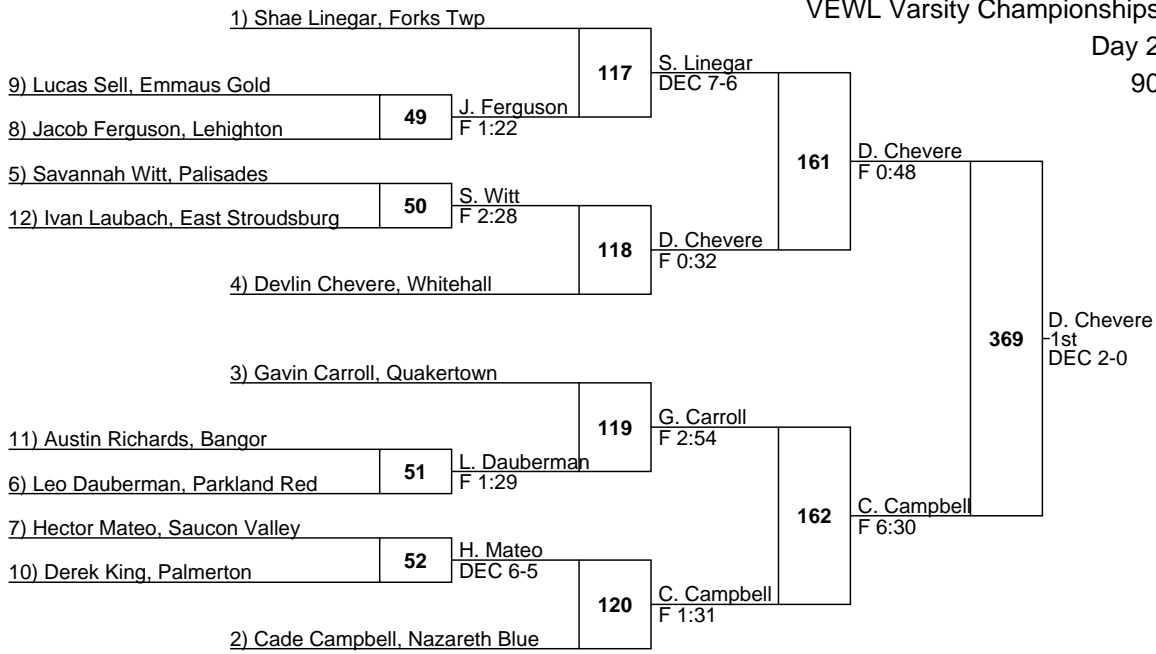 VEWL Varsity Championships
Day 2
90
1) Shae Linegar, Forks Twp
117
S. Linegar
DEC 7-6
9) Lucas Sell, Emmaus Gold
49
J. Ferguson
F 1:22
8) Jacob Ferguson, Lehighton
161
D. Chevere
F 0:48
5) Savannah Witt, Palisades
50
S. Witt
F 2:28
12) Ivan Laubach, East Stroudsburg
118
D. Chevere
F 0:32
4) Devlin Chevere, Whitehall
369
D. Chevere
1st
DEC 2-0
3) Gavin Carroll, Quakertown
119
G. Carroll
F 2:54
11) Austin Richards, Bangor
51
L. Dauberman
F 1:29
6) Leo Dauberman, Parkland Red
162
C. Campbell
F 6:30
7) Hector Mateo, Saucon Valley
52
H. Mateo
DEC 6-5
10) Derek King, Palmerton
120
C. Campbell
F 1:31
2) Cade Campbell, Nazareth Blue